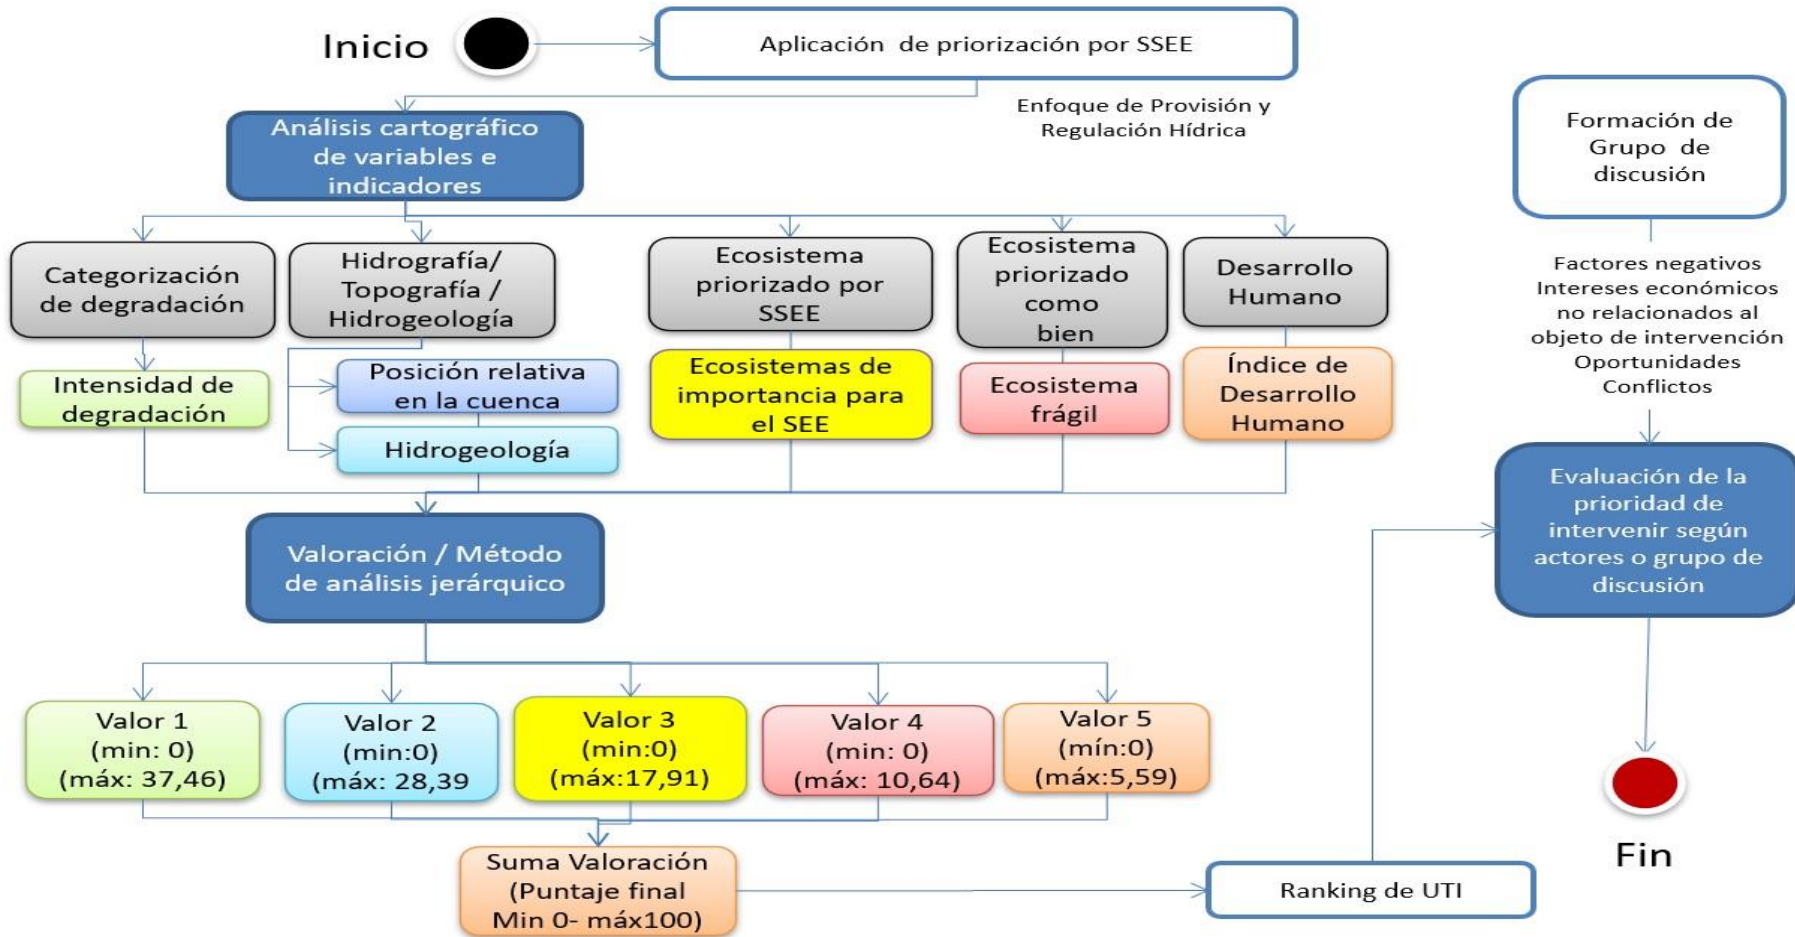 Inicio
Aplicación de priorización por SSEE
Enfoque de Provisión y
Regulación Hídrica
Análisis cartográfico
de variables e
indicadores
Categorización
de degradación
Hidrografía/
Topografía /
Hidrogeología
Ecosistema
priorizado por
SSEE
Ecosistema
priorizado
como
bien
Desarrollo
Humano
Intensidad de
degradación
Posición relativa
en la cuenca
Hidrogeología
Ecosistemas de
importancia para
el SEE
Ecosistema
frágil
Índice de
Desarrollo
Humano
Valoración / Método
de análisis jerárquico
Valor 1
(min: 0)
(máx: 37,46)
Valor 2
(min:0)
(máx: 28,39
Valor 3
(min:0)
(máx:17,91)
Valor 4
(min: 0)
(máx: 10,64)
Valor 5
(mín:0)
(máx:5,59)
Suma Valoración
(Puntaje final
Min 0- máx100)
Ranking de UTI
Formación de
Grupo de
discusión
Factores negativos
Intereses económicos
no relacionados al
objeto de intervención
Oportunidades
Conflictos
Evaluación de la
prioridad de
intervenir según
actores o grupo de
discusión
Fin